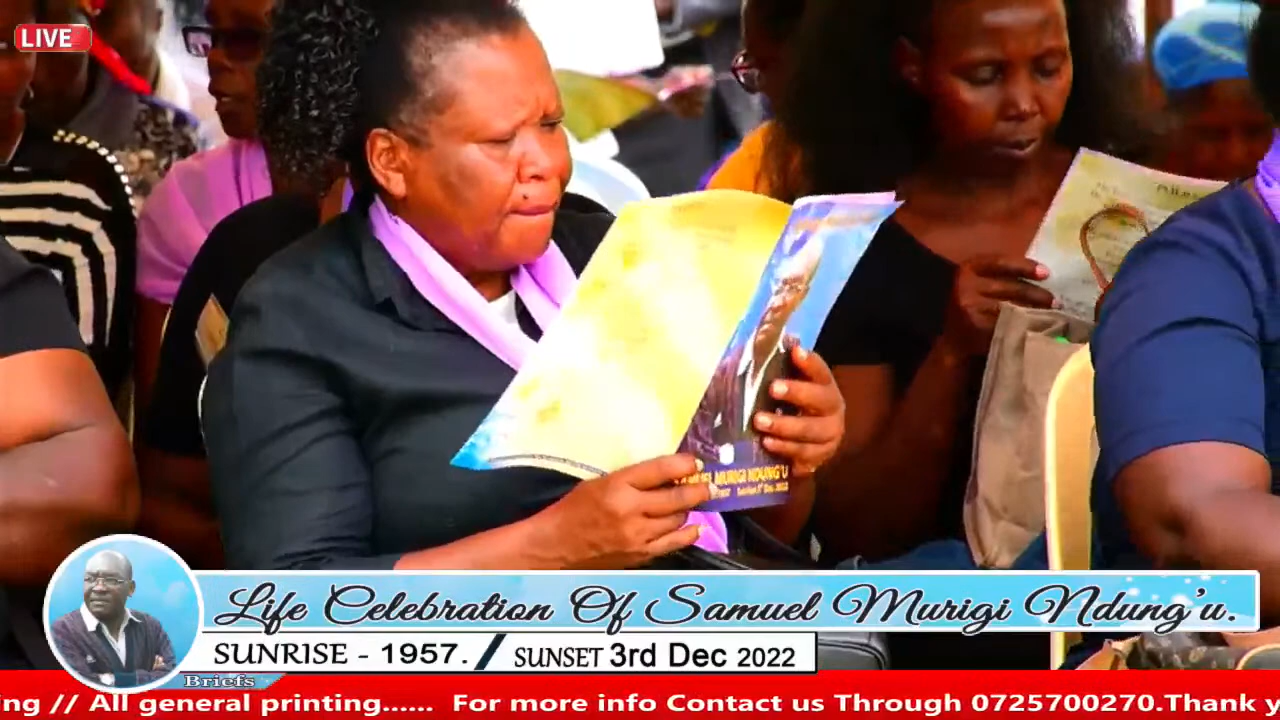 LIVE
MURIGI NDUNG'U
Life Celebration Of Samuel Murigi Ndung'u.
SUNRISE - 1957. / SUNSET 3rd Dec 2022
Briefs
ng // All general printing...... For more info Contact us Through 0725700270.Thank y